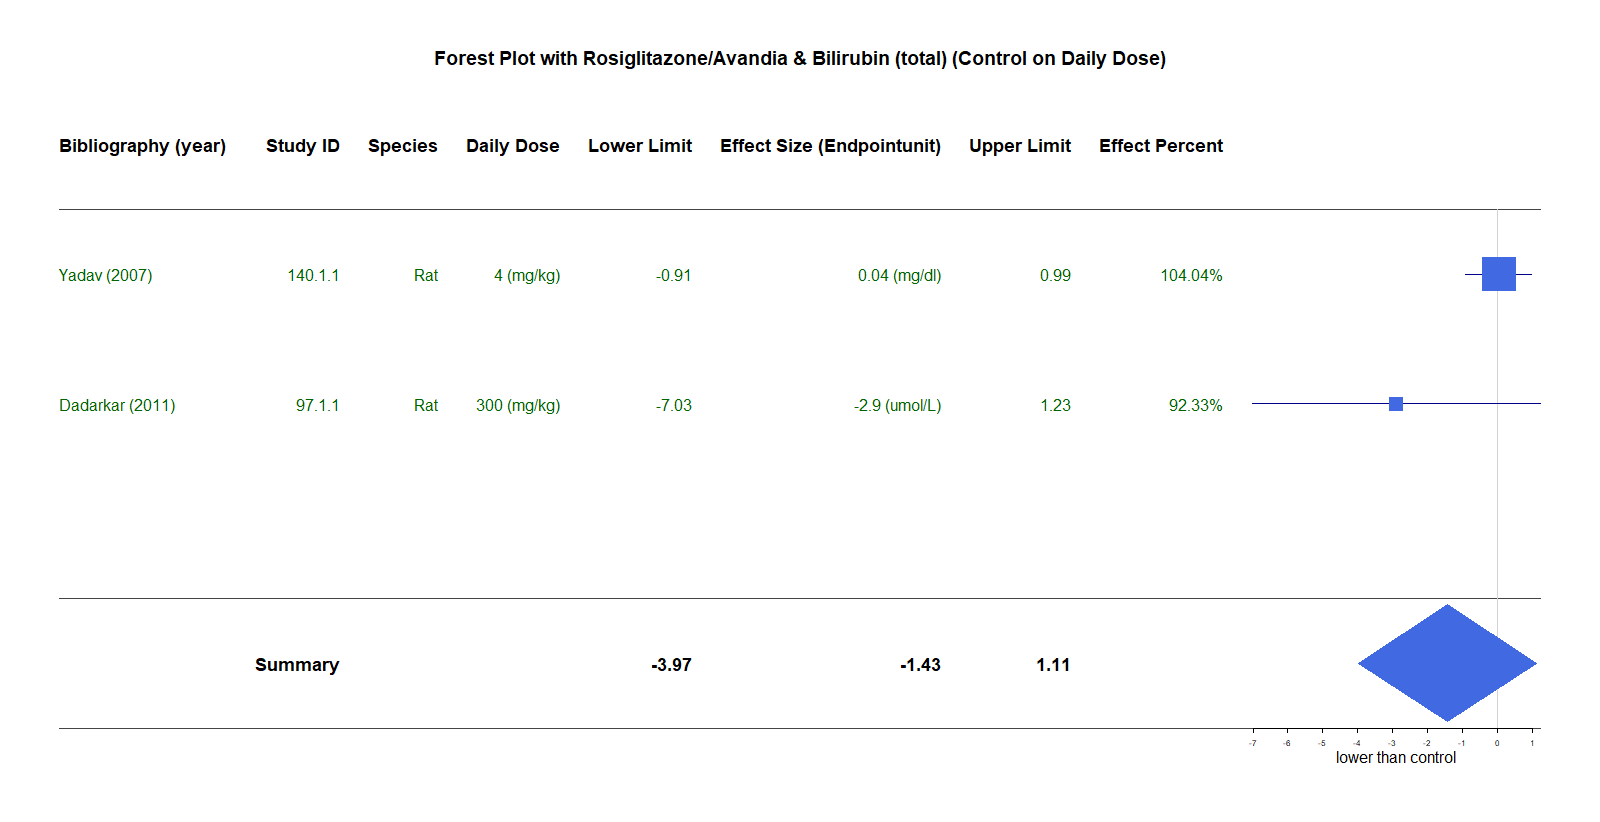 Forest Plot with Rosiglitazone/Avandia & Bilirubin (total) (Control on Daily Dose)
Bibliography (year) Study ID Species Daily Dose Lower Limit Effect Size (Endpointunit) Upper Limit Effect Percent
Yadav (2007) 140.1.1 Rat 4 (mg/kg) -0.91 0.04 (mg/dl) 0.99 104.04%
Dadarkar (2011) 97.1.1 Rat 300 (mg/kg) -7.03 -2.9 (umol/L) 1.23 92.33%
Summary -3.97 -1.43 1.11
-7 -6 -5 -4 -3 -2 -1 0 1
lower than control